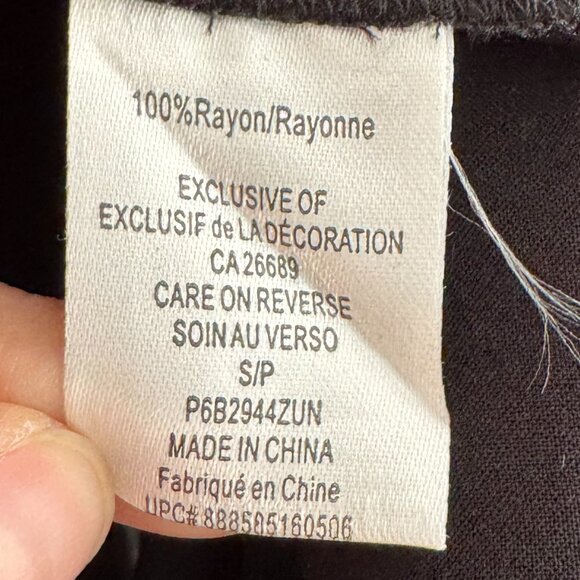 100%Rayon/Rayonne
EXCLUSIVE OF
EXCLUSIF de LA DÉCORATION
CA 26689
CARE ON REVERSE
SOIN AU VERSO
S/P
P6B2944ZUN
MADE IN CHINA
Fabriqué en Chine
UPC# 888505160506